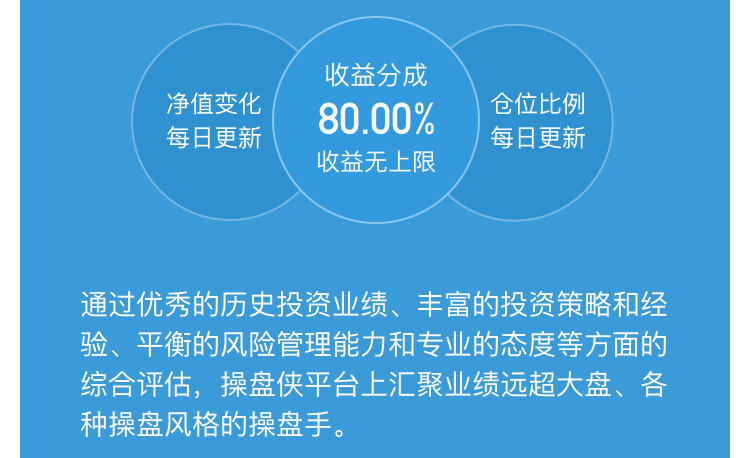 净值变化
每日更新
收益分成
80.00%
收益无上限
仓位比例
每日更新
通过优秀的历史投资业绩、丰富的投资策略和经
验、平衡的风险管理能力和专业的态度等方面的
综合评估，操盘侠平台上汇聚业绩远超大盘、各
种操盘风格的操盘手。